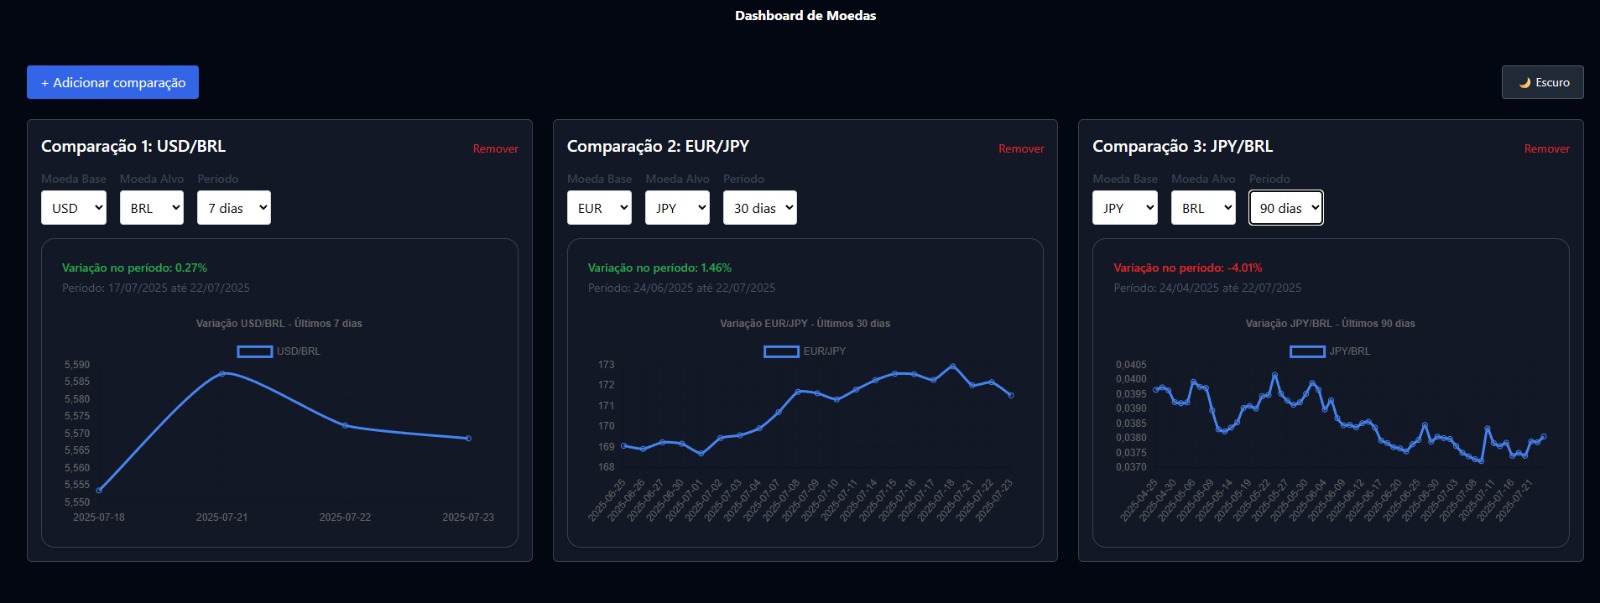 Dashboard de Moedas
+ Adicionar comparação
🌙 Escuro
Comparação 1: USD/BRL
Remover
Moeda Base Moeda Alvo Período
USD BRL 7 dias
Variação no período: 0.27%
Período: 17/07/2025 até 22/07/2025
Variação USD/BRL - Últimos 7 dias
USD/BRL
5,590
5,585
5,580
5,575
5,570
5,565
5,560
5,555
5,550
2025-07-18 2025-07-21 2025-07-22 2025-07-23
Comparação 2: EUR/JPY
Remover
Moeda Base Moeda Alvo Período
EUR JPY 30 dias
Variação no período: 1.46%
Período: 24/06/2025 até 22/07/2025
Variação EUR/JPY - Últimos 30 dias
EUR/JPY
173
172
171
170
169
168
2025-06-25 2025-06-26 2025-06-27 2025-06-30 2025-07-01 2025-07-02 2025-07-03 2025-07-04 2025-07-07 2025-07-08 2025-07-09 2025-07-10 2025-07-11 2025-07-14 2025-07-15 2025-07-16 2025-07-17 2025-07-18 2025-07-21 2025-07-22 2025-07-23
Comparação 3: JPY/BRL
Remover
Moeda Base Moeda Alvo Período
JPY BRL 90 dias
Variação no período: -4.01%
Período: 24/04/2025 até 22/07/2025
Variação JPY/BRL - Últimos 90 dias
JPY/BRL
0,0405
0,0400
0,0395
0,0390
0,0385
0,0380
0,0375
0,0370
2025-04-25 2025-04-30 2025-05-06 2025-05-09 2025-05-14 2025-05-19 2025-05-22 2025-05-27 2025-05-30 2025-06-04 2025-06-09 2025-06-12 2025-06-17 2025-06-20 2025-06-25 2025-06-30 2025-07-03 2025-07-08 2025-07-11 2025-07-16 2025-07-21